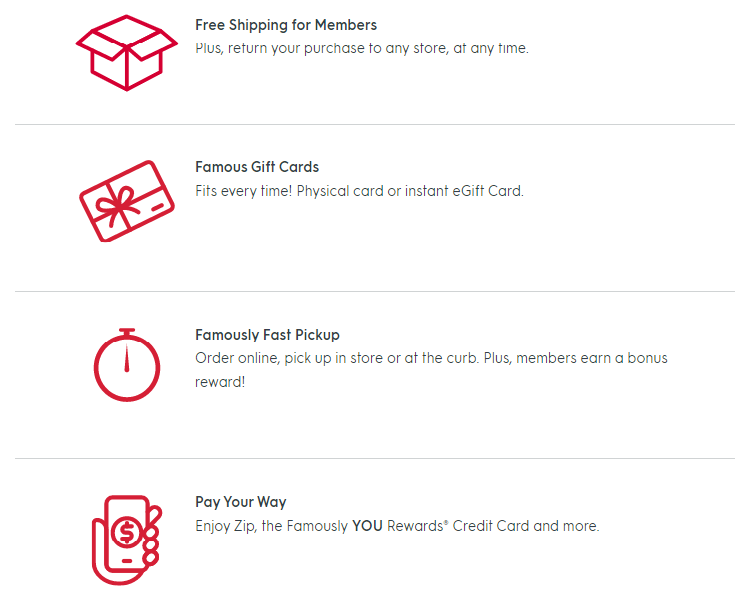 Free Shipping for Members
Plus, return your purchase to any store, at any time.
Famous Gift Cards
Fits every time! Physical card or instant eGift Card.
Famously Fast Pickup
Order online, pick up in store or at the curb. Plus, members earn a bonus
reward!
$
Pay Your Way
Enjoy Zip, the Famously YOU Rewards® Credit Card and more.